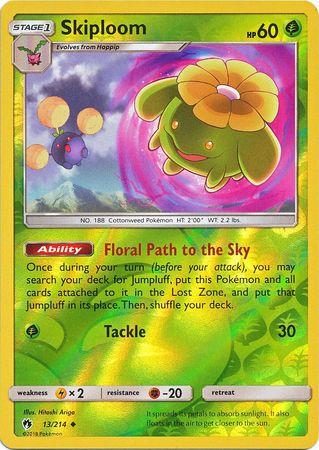 STAGE 1 Skiploom HP 60
Evolves from Hoppip
NO. 188 Cottonweed Pokémon HT: 2'00" WT: 2.2 lbs.
Ability Floral Path to the Sky
Once during your turn (before your attack), you may
search your deck for Jumpluff, put this Pokémon and all
cards attached to it in the Lost Zone, and put that
Jumpluff in its place. Then, shuffle your deck.
Tackle 30
weakness ×2 resistance -20 retreat
Illus. Hitoshi Ariga
13/214
©2018 Pokémon
It spreads its petals to absorb sunlight. It also
floats in the air to get closer to the sun.